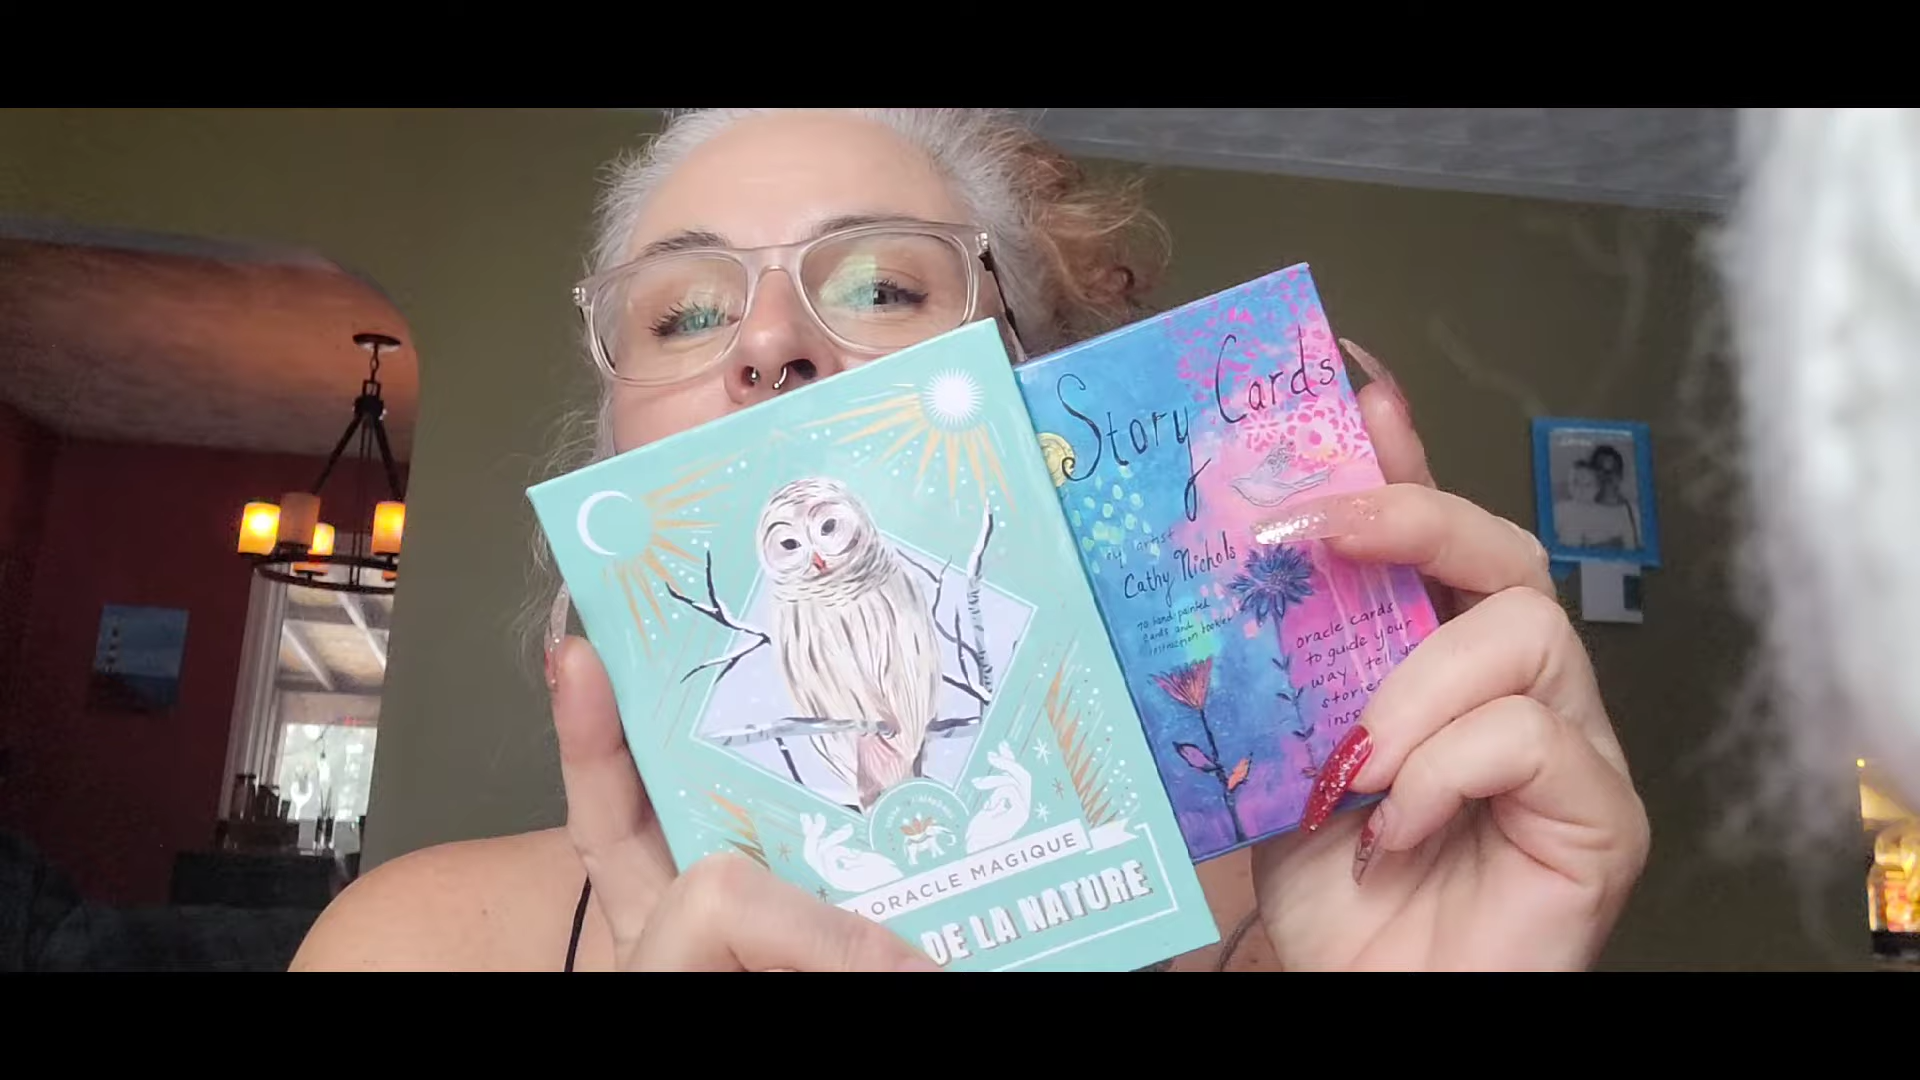 ORACLE MAGIQUE
DE LA NATURE
Story Cards
by artist
Cathy Nichols
70 hand-painted
cards and
instruction booklet
oracle cards
to guide your
way, tell